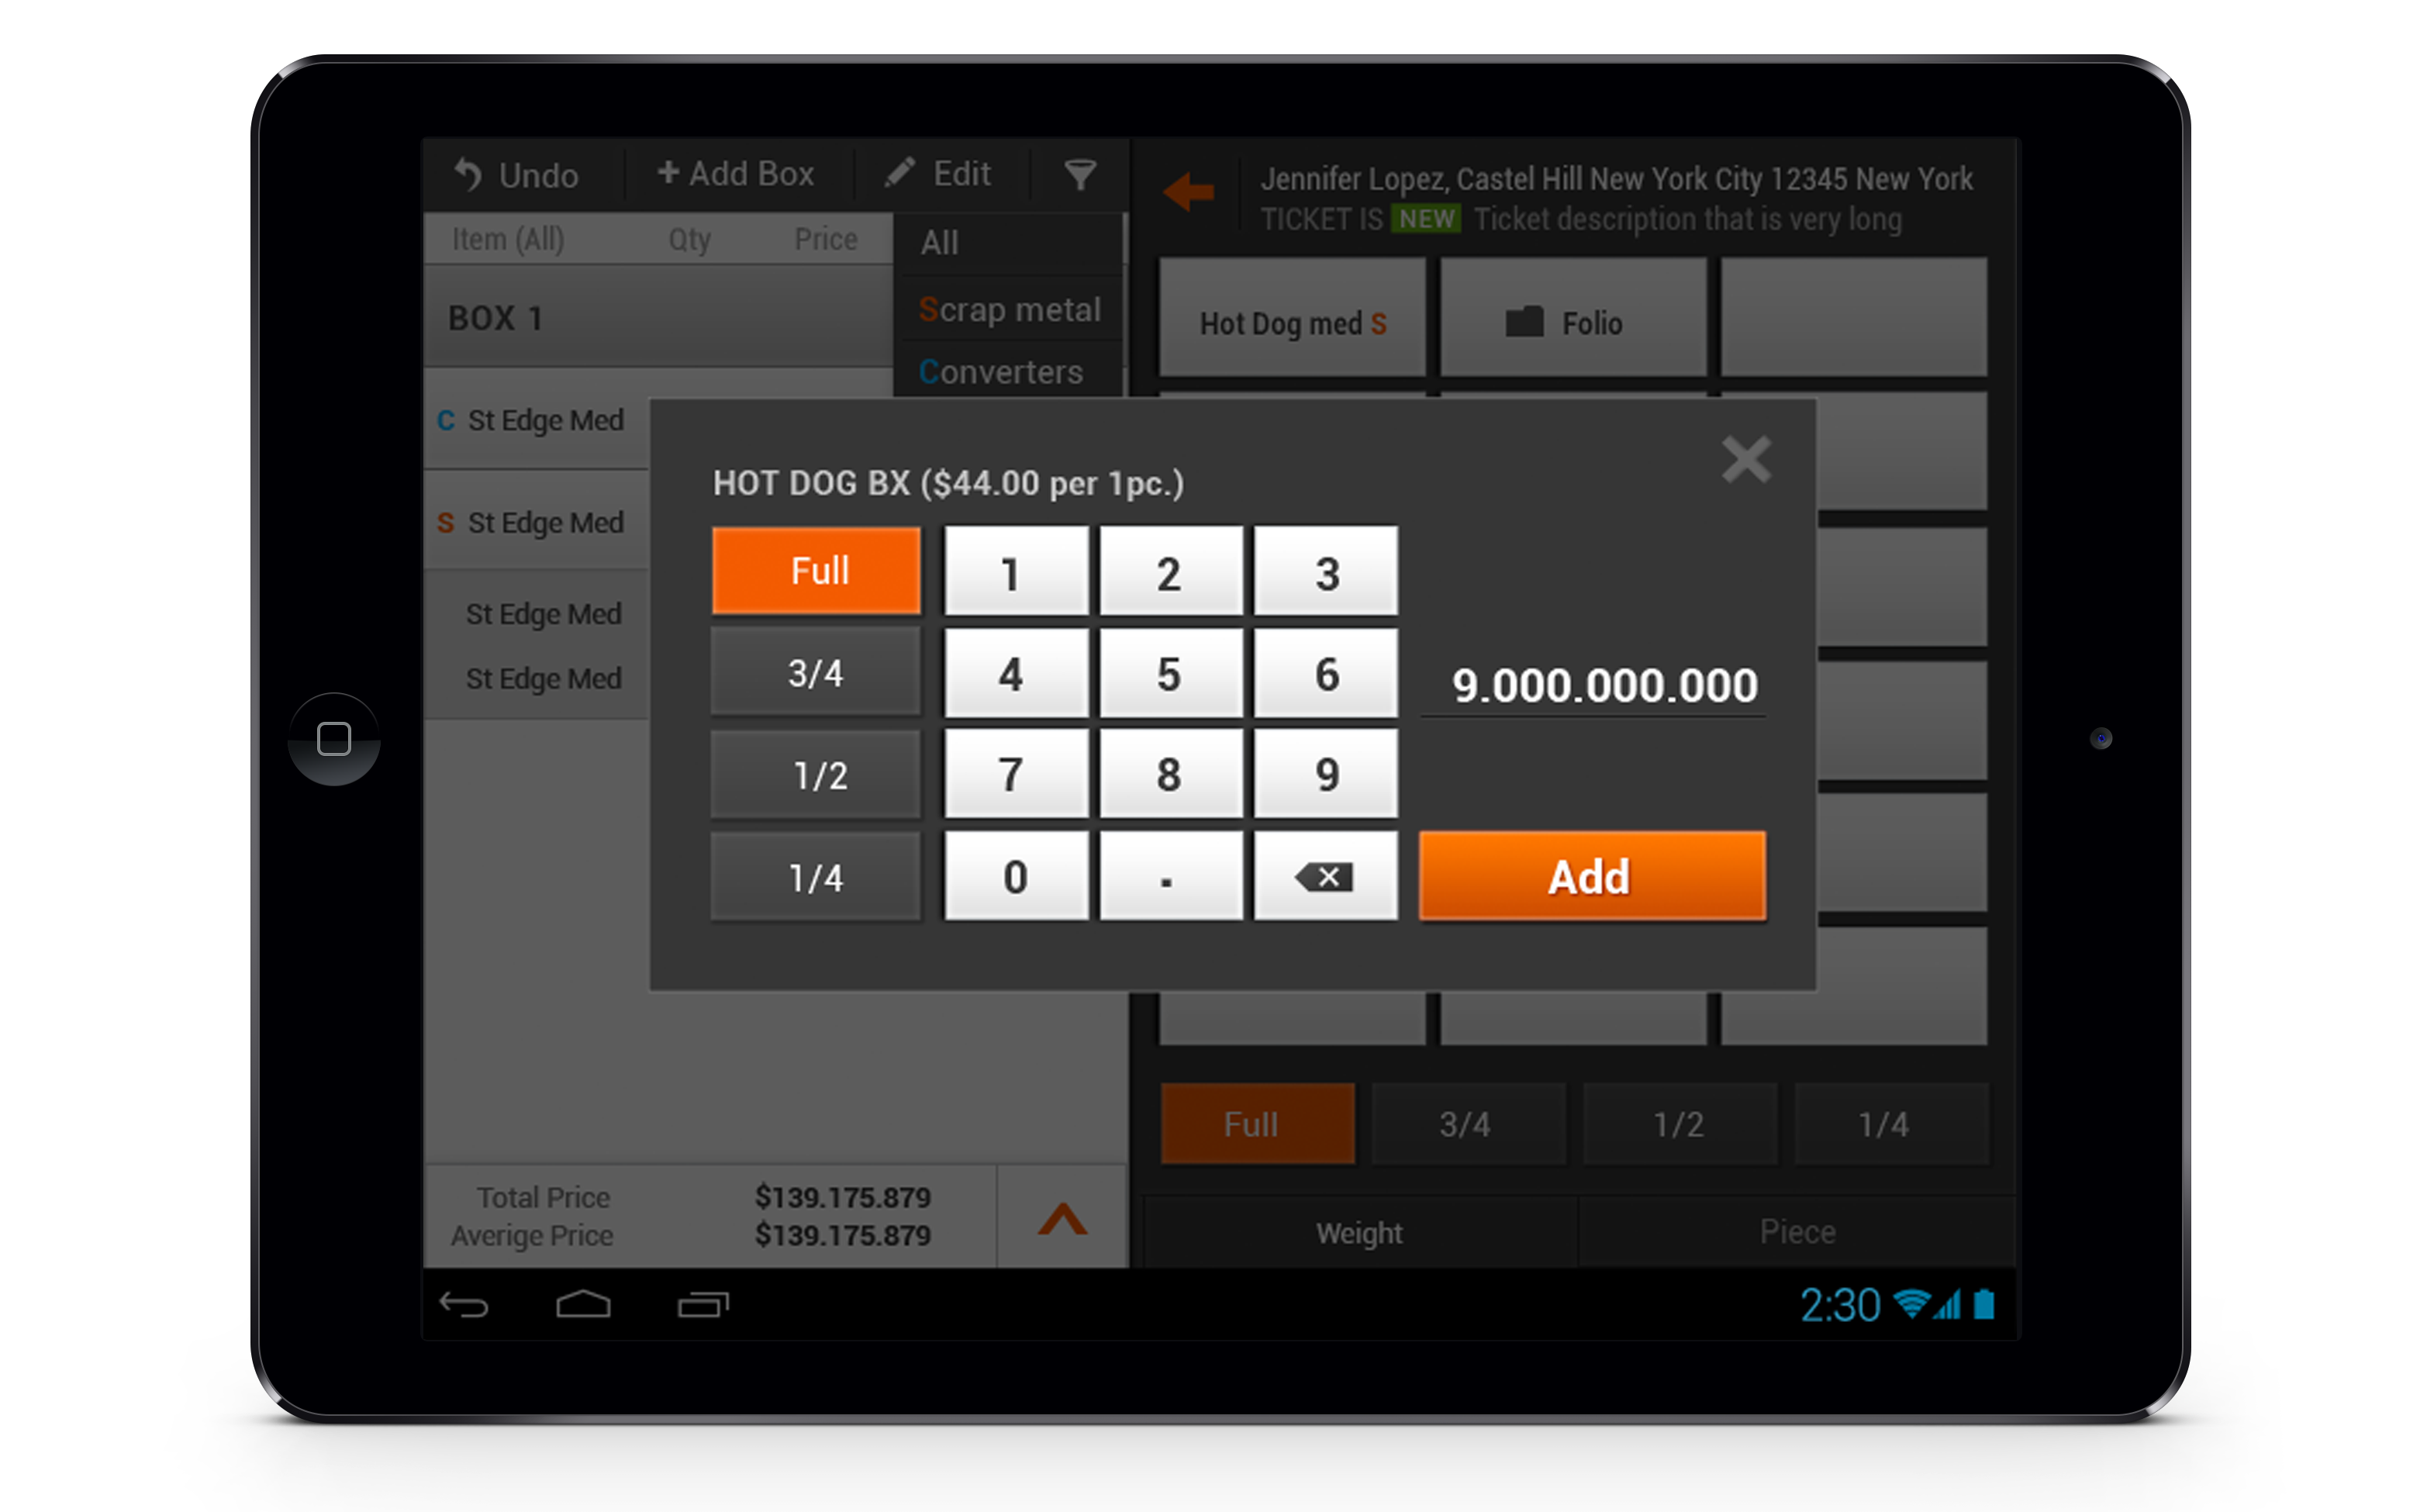 Undo
+ Add Box
Edit
Item (All) Qty Price
All
Scrap metal
Converters
BOX 1
C St Edge Med
S St Edge Med
St Edge Med
St Edge Med
Total Price $139.175.879
Averige Price $139.175.879
Jennifer Lopez, Castel Hill New York City 12345 New York
TICKET IS NEW Ticket description that is very long
Hot Dog med S
Folio
HOT DOG BX ($44.00 per 1pc.)
Full 1 2 3
3/4 4 5 6
9.000.000.000
1/2 7 8 9
1/4 0 .
Add
Full 3/4 1/2 1/4
Weight Piece
2:30